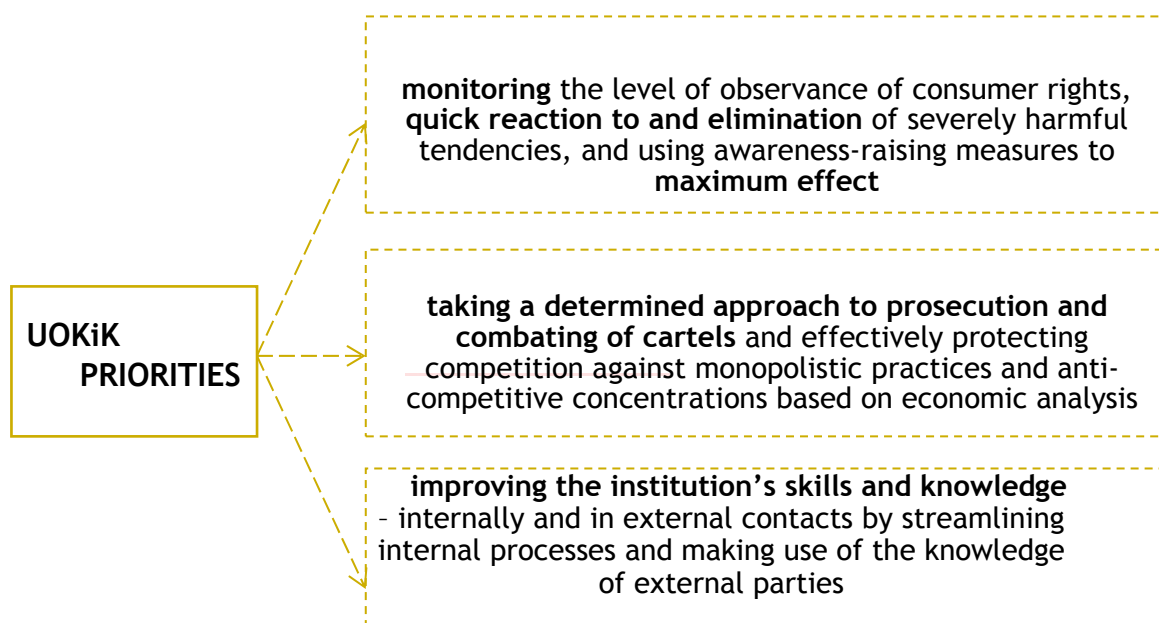 UOKiK
PRIORITIES
monitoring the level of observance of consumer rights,
quick reaction to and elimination of severely harmful
tendencies, and using awareness-raising measures to
maximum effect
taking a determined approach to prosecution and
combating of cartels and effectively protecting
competition against monopolistic practices and anti-
competitive concentrations based on economic analysis
improving the institution’s skills and knowledge
– internally and in external contacts by streamlining
internal processes and making use of the knowledge
of external parties